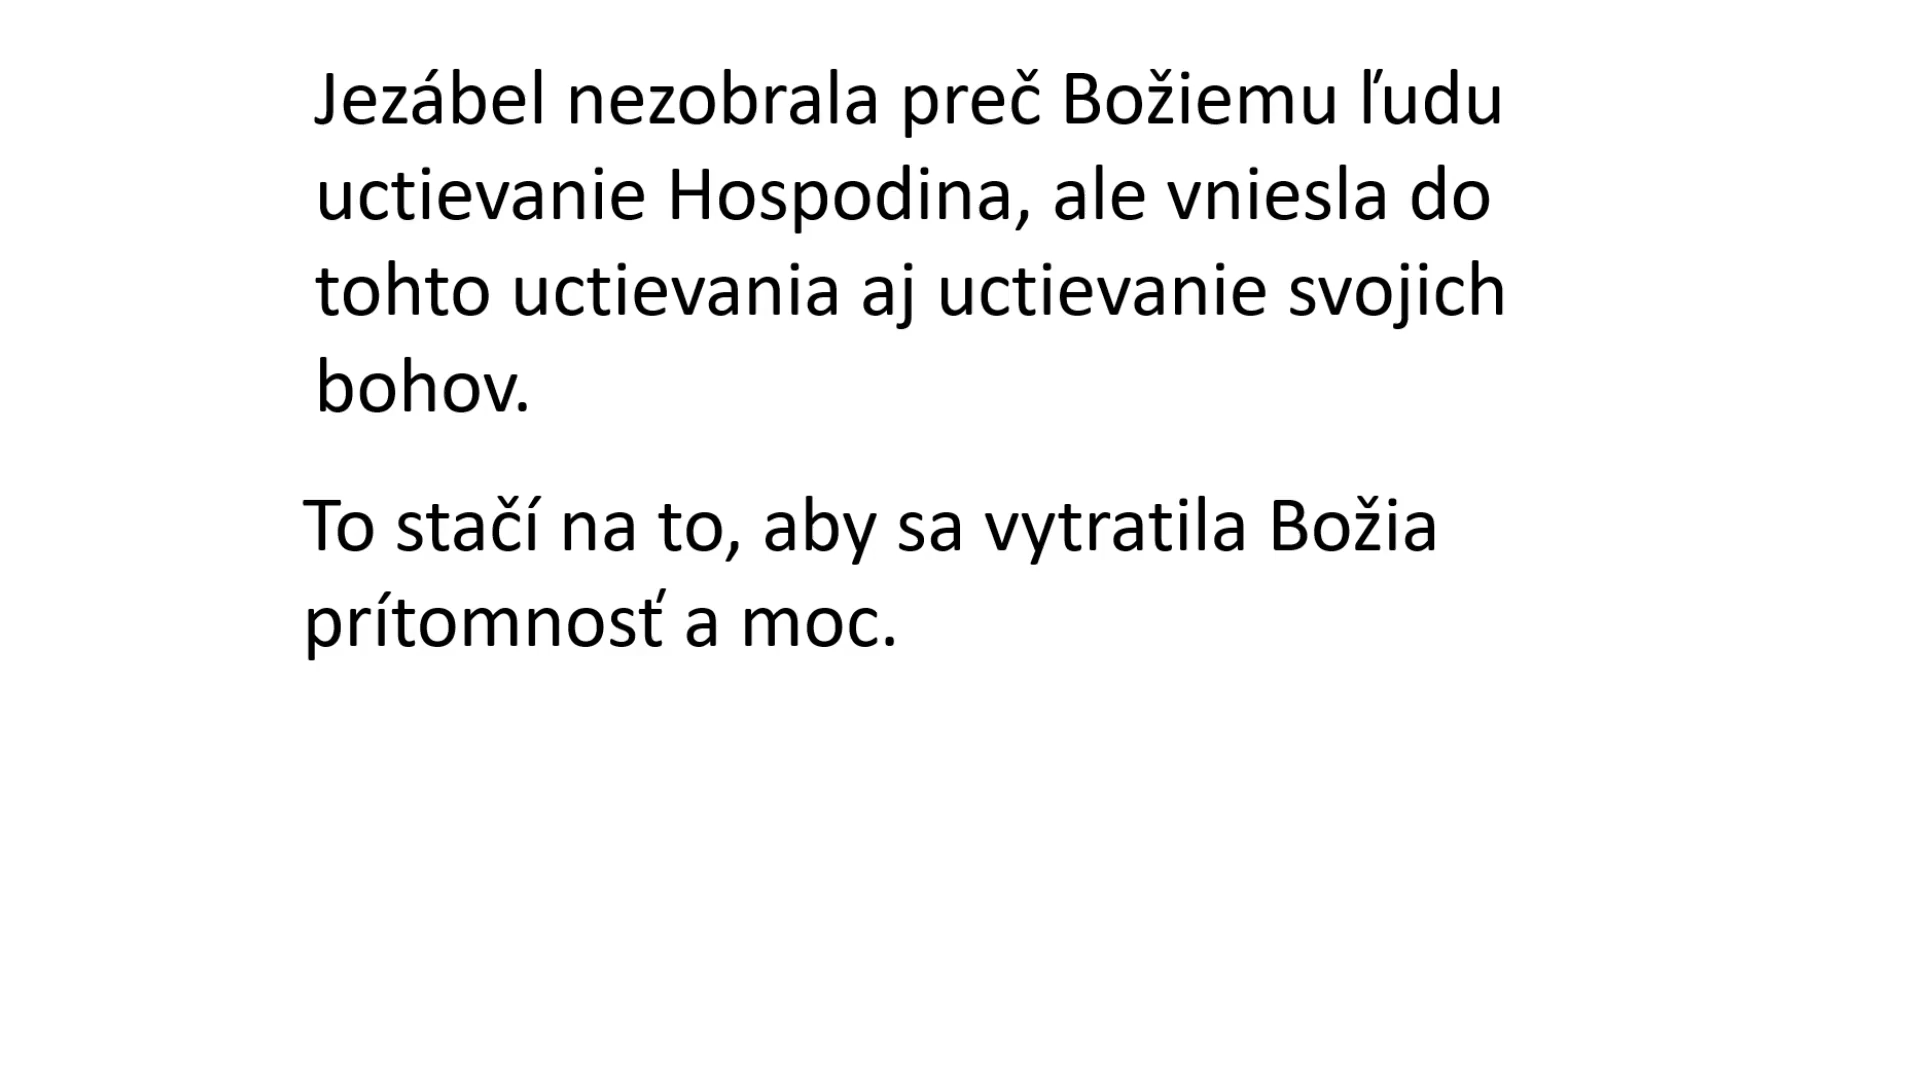 Jezábel nezobrala preč Božiemu ľudu
uctievanie Hospodina, ale vniesla do
tohto uctievania aj uctievanie svojich
bohov.
To stačí na to, aby sa vytratila Božia
prítomnosť a moc.